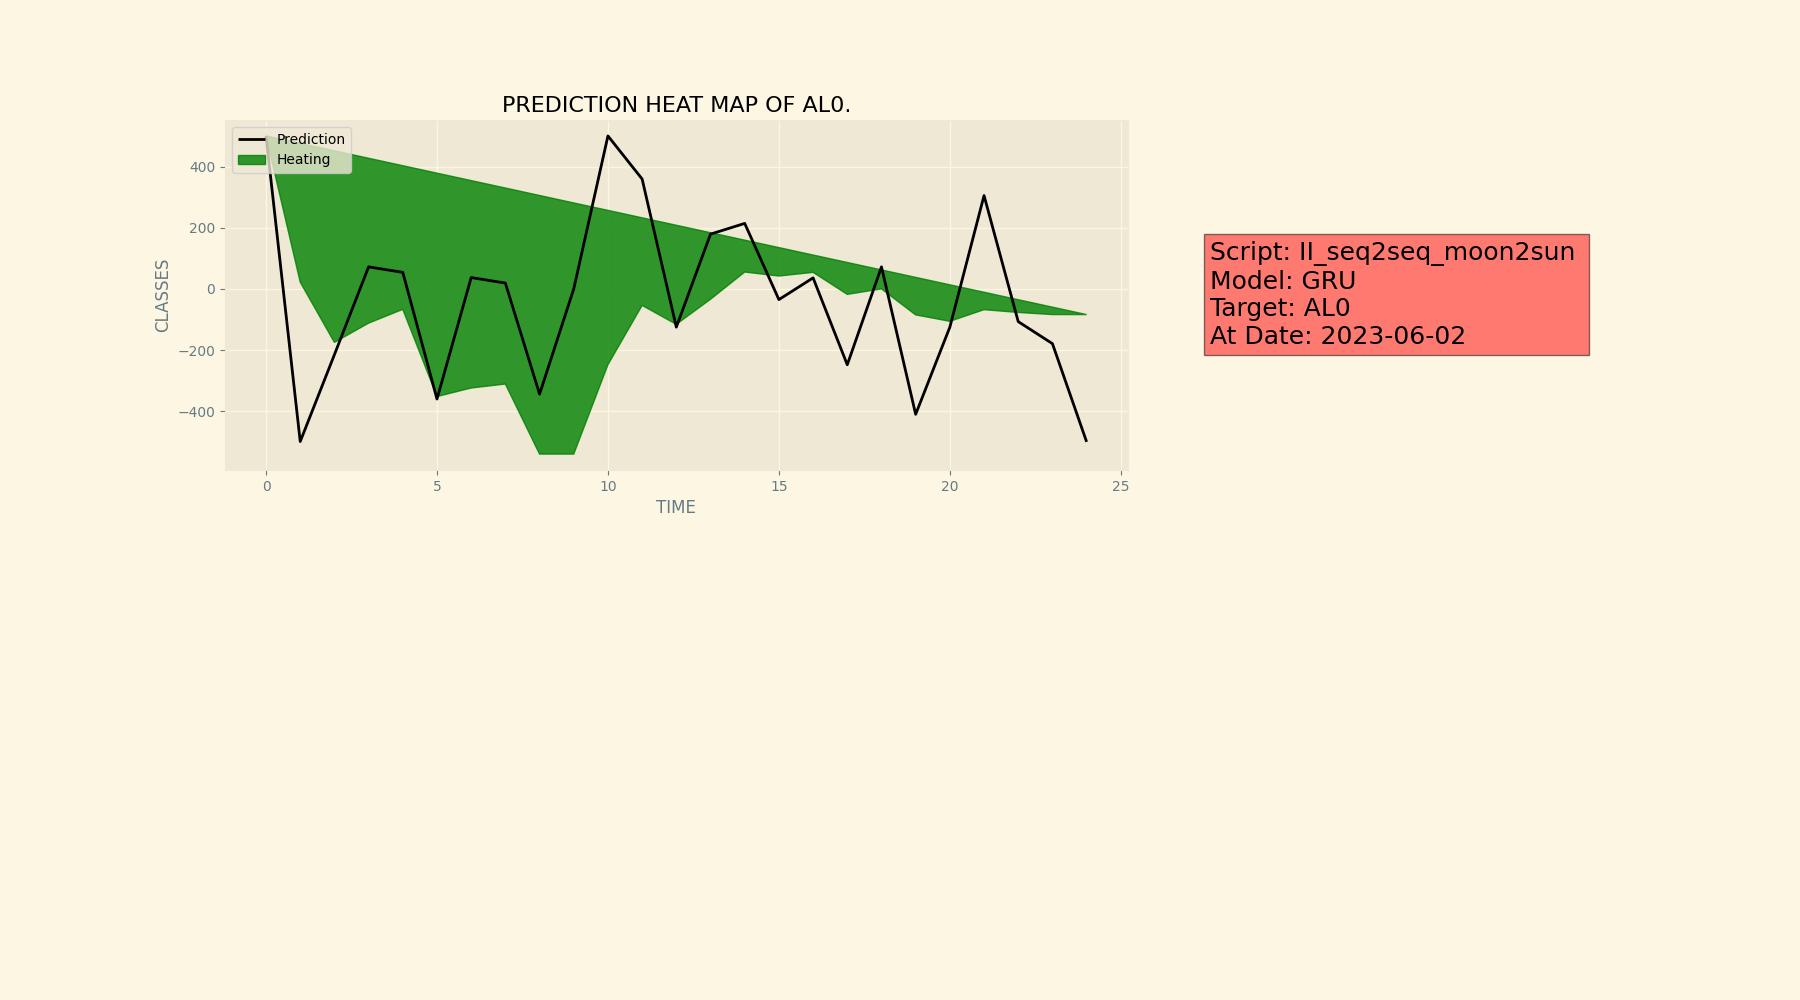 PREDICTION HEAT MAP OF AL0.
Prediction
Heating
400
200
0
−200
−400
CLASSES
0 5 10 15 20 25
TIME
Script: II_seq2seq_moon2sun
Model: GRU
Target: AL0
At Date: 2023-06-02